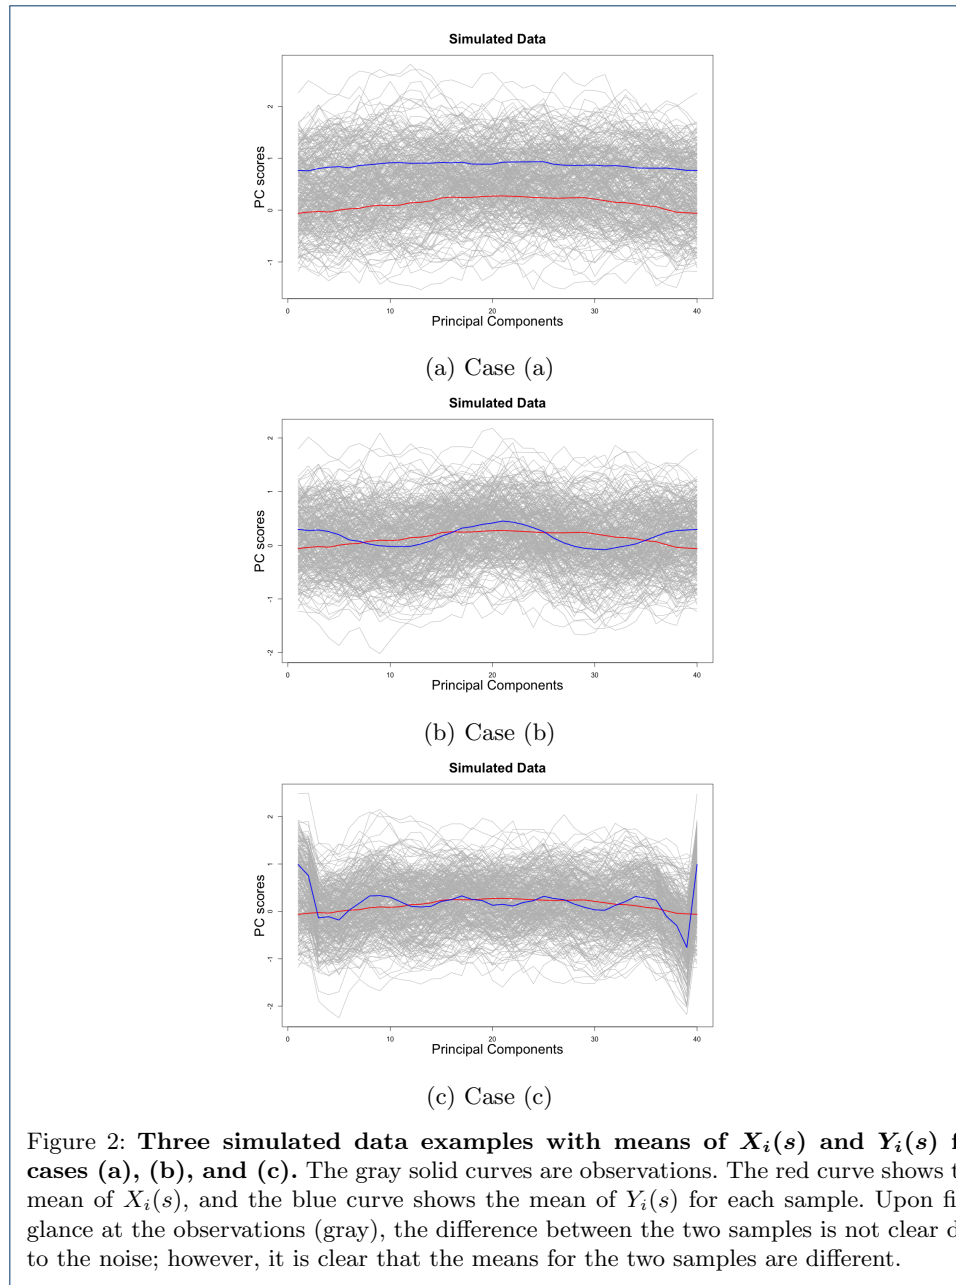 Simulated Data
2
1
0
-1
PC scores
0
10
20
30
40
Principal Components
(a) Case (a)
Simulated Data
2
1
0
-1
-2
PC scores
0
10
20
30
40
Principal Components
(b) Case (b)
Simulated Data
2
1
0
-1
-2
PC scores
0
10
20
30
40
Principal Components
(c) Case (c)
Figure 2: Three simulated data examples with means of Xᵢ(s) and Yᵢ(s) f
cases (a), (b), and (c). The gray solid curves are observations. The red curve shows t
mean of Xᵢ(s), and the blue curve shows the mean of Yᵢ(s) for each sample. Upon fi
glance at the observations (gray), the difference between the two samples is not clear d
to the noise; however, it is clear that the means for the two samples are different.